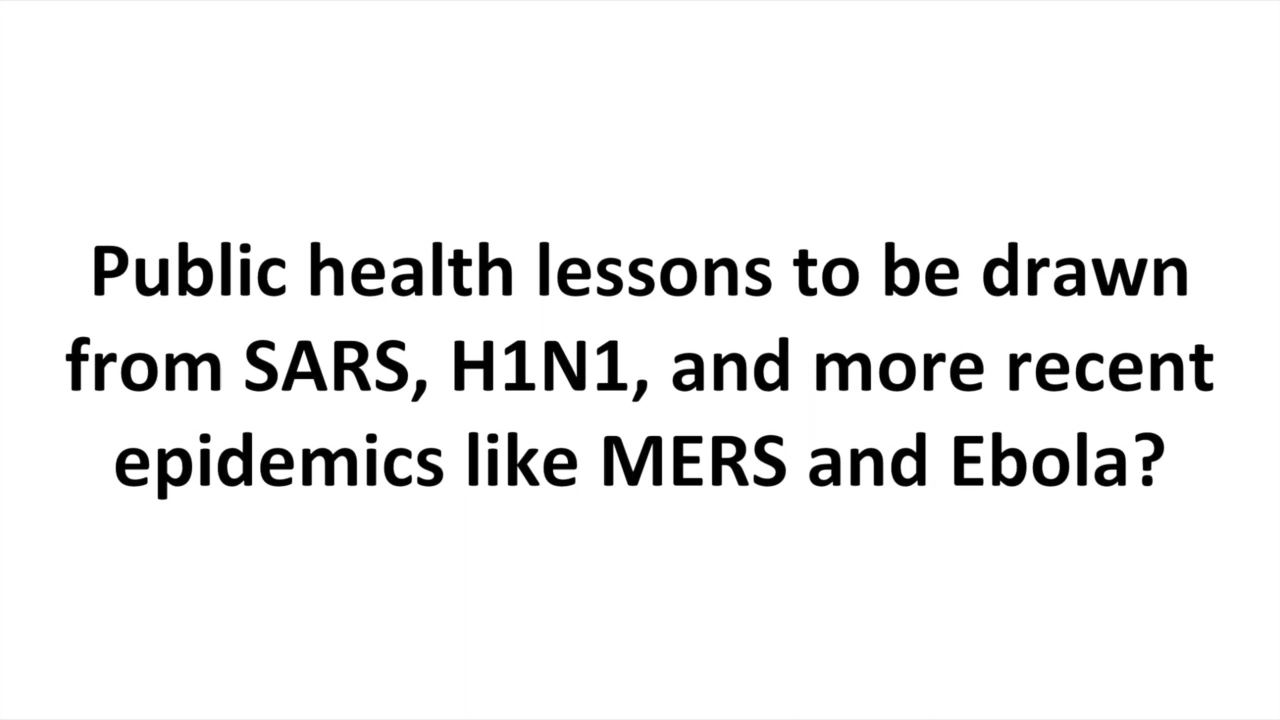 Public health lessons to be drawn
from SARS, H1N1, and more recent
epidemics like MERS and Ebola?